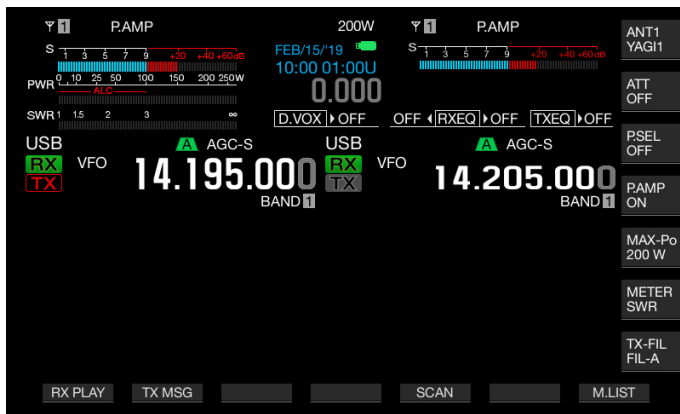 1 P.AMP 200W 1 P.AMP
S 1 3 5 7 9 +20 +40 +60dB
FEB/15/'19
S 1 3 5 7 9 +20 +40 +60dB
10:00 01:00U
PWR 0 10 25 50 100 150 200 250W
ALC
0.000
SWR 1 1.5 2 3 ∞
D.VOX OFF OFF RXEQ OFF TXEQ OFF
USB A AGC-S USB A AGC-S
RX VFO 14.195.000 RX VFO 14.205.000
TX TX
BAND 1 BAND 1
ANT1
YAGI1
ATT
OFF
P.SEL
OFF
P.AMP
ON
MAX-Po
200 W
METER
SWR
TX-FIL
FIL-A
RX PLAY TX MSG SCAN M.LIST